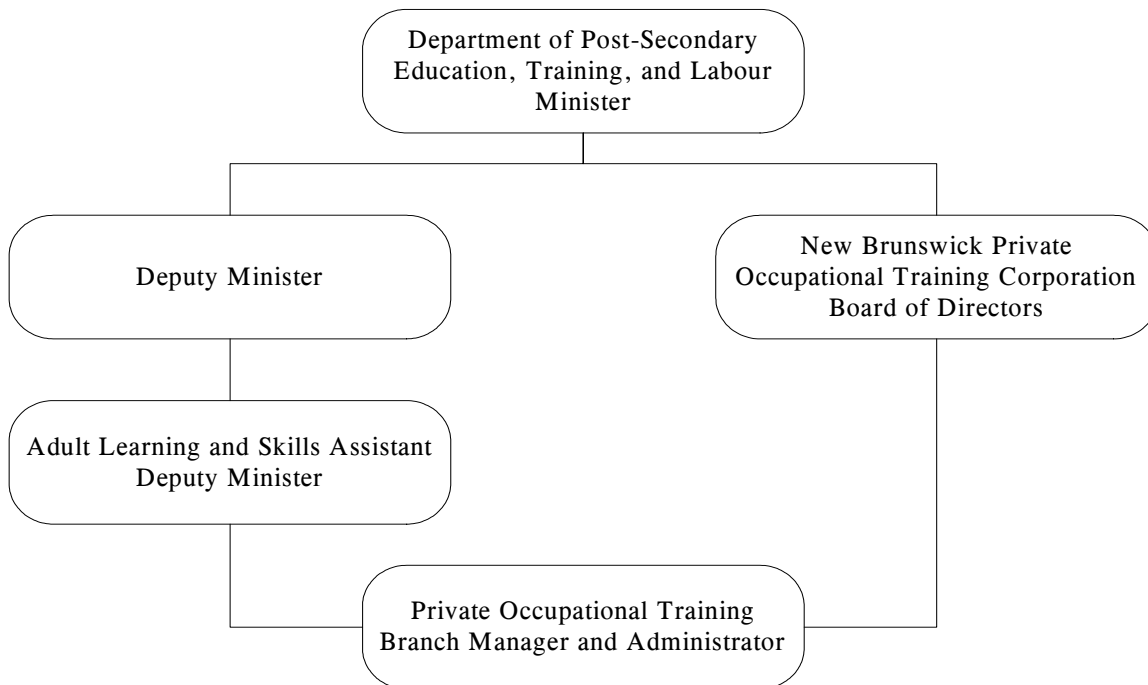 Department of Post-Secondary
Education, Training, and Labour
Minister
Deputy Minister
New Brunswick Private
Occupational Training Corporation
Board of Directors
Adult Learning and Skills Assistant
Deputy Minister
Private Occupational Training
Branch Manager and Administrator